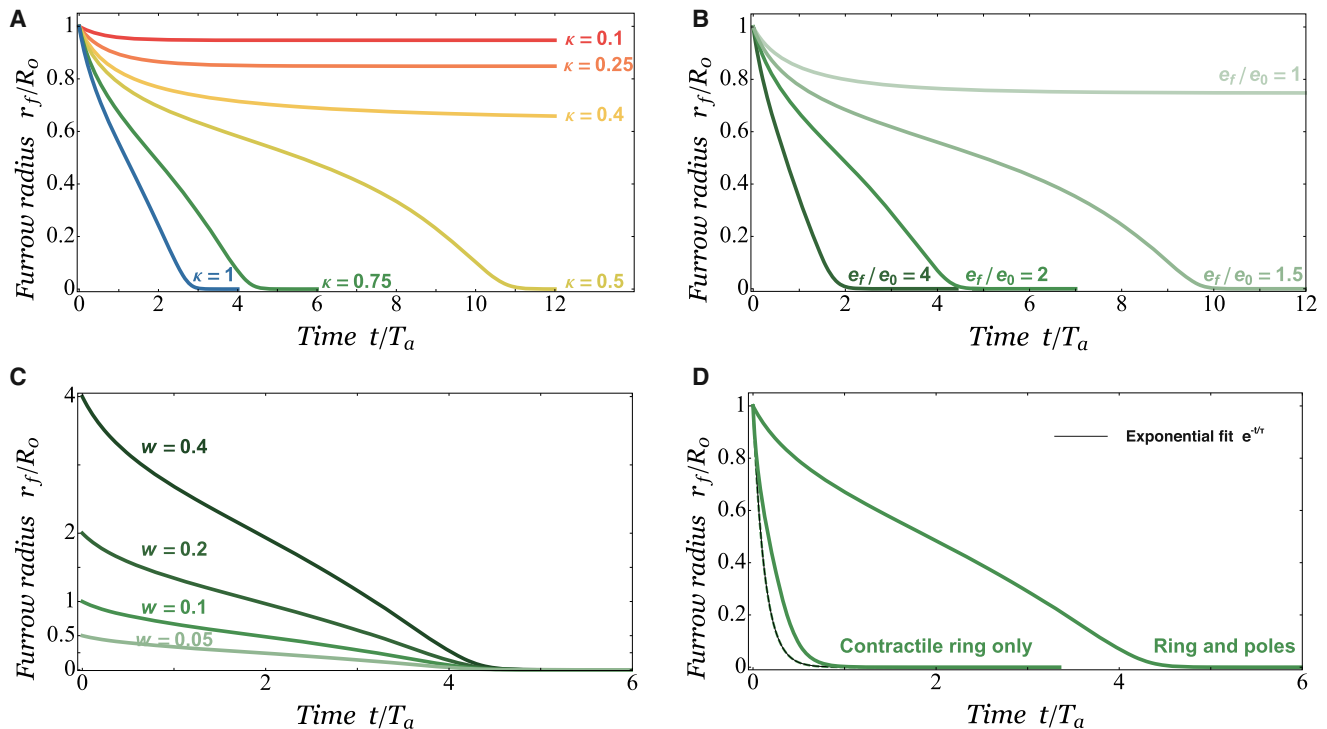 A
Furrow radius r_f/R_o
1
0.8
0.6
0.4
0.2
0
κ = 0.1
κ = 0.25
κ = 0.4
κ = 1
κ = 0.75
κ = 0.5
0 2 4 6 8 10 12
Time t/T_a
B
Furrow radius r_f/R_o
1
0.8
0.6
0.4
0.2
0
e_f / e_0 = 1
e_f / e_0 = 4
e_f / e_0 = 2
e_f / e_0 = 1.5
0 2 4 6 8 10 12
Time t/T_a
C
Furrow radius r_f/R_o
4
2
1
0.5
0
w = 0.4
w = 0.2
w = 0.1
w = 0.05
0 2 4 6
Time t/T_a
D
Furrow radius r_f/R_o
1
0.8
0.6
0.4
0.2
0
Exponential fit e^-t/τ
Contractile ring only
Ring and poles
0 2 4 6
Time t/T_a